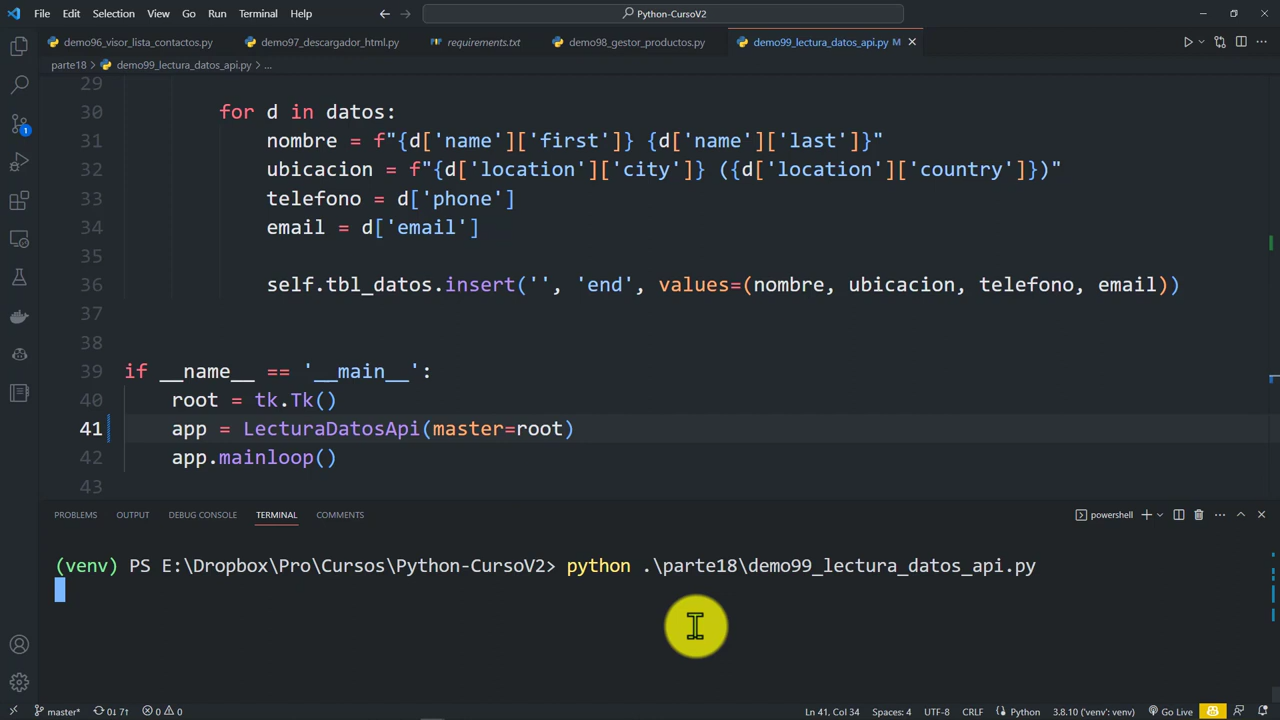 File Edit Selection View Go Run Terminal Help
Python-CursoV2
demo96_visor_lista_contactos.py demo97_descargador_html.py requirements.txt demo98_gestor_productos.py demo99_lectura_datos_api.py M
parte18 > demo99_lectura_datos_api.py > ...
29
30 for d in datos:
31 nombre = f"{d['name']['first']} {d['name']['last']}"
32 ubicacion = f"{d['location']['city']} ({d['location']['country']})"
33 telefono = d['phone']
34 email = d['email']
35
36 self.tbl_datos.insert('', 'end', values=(nombre, ubicacion, telefono, email))
37
38
39 if __name__ == '__main__':
40 root = tk.Tk()
41 app = LecturaDatosApi(master=root)
42 app.mainloop()
43
PROBLEMS OUTPUT DEBUG CONSOLE TERMINAL COMMENTS powershell
(venv) PS E:\Dropbox\Pro\Cursos\Python-CursoV2> python .\parte18\demo99_lectura_datos_api.py
1
master* 0↓ 7↑ 0 0 Ln 41, Col 34 Spaces: 4 UTF-8 CRLF Python 3.8.10 ('venv': venv) Go Live